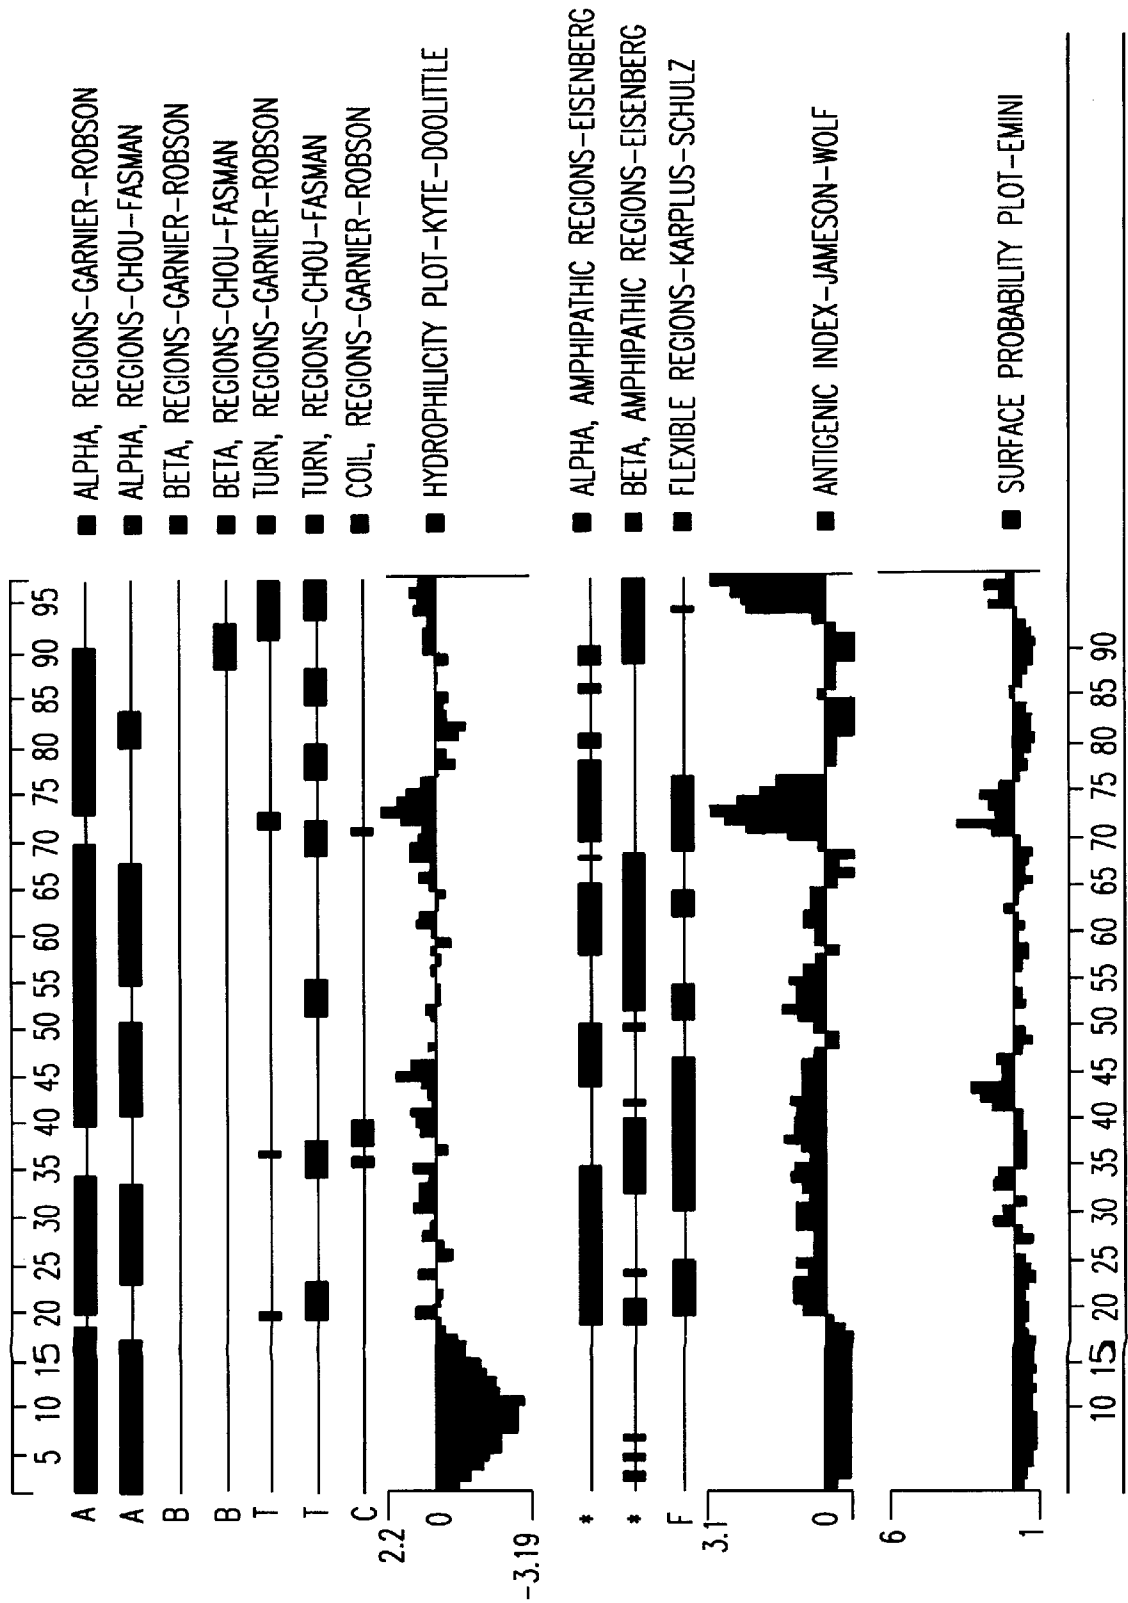 5 10 15 20 25 30 35 40 45 50 55 60 65 70 75 80 85 90 95
A ALPHA, REGIONS-GARNIER-ROBSON
A ALPHA, REGIONS-CHOU-FASMAN
B BETA, REGIONS-GARNIER-ROBSON
B BETA, REGIONS-CHOU-FASMAN
T TURN, REGIONS-GARNIER-ROBSON
T TURN, REGIONS-CHOU-FASMAN
C COIL, REGIONS-GARNIER-ROBSON
2.2
0 HYDROPHILICITY PLOT-KYTE-DOOLITTLE
-3.19
* ALPHA, AMPHIPATHIC REGIONS-EISENBERG
* BETA, AMPHIPATHIC REGIONS-EISENBERG
F FLEXIBLE REGIONS-KARPLUS-SCHULZ
3.1
0 ANTIGENIC INDEX-JAMESON-WOLF
6
SURFACE PROBABILITY PLOT-EMINI
1
10 15 20 25 30 35 40 45 50 55 60 65 70 75 80 85 90